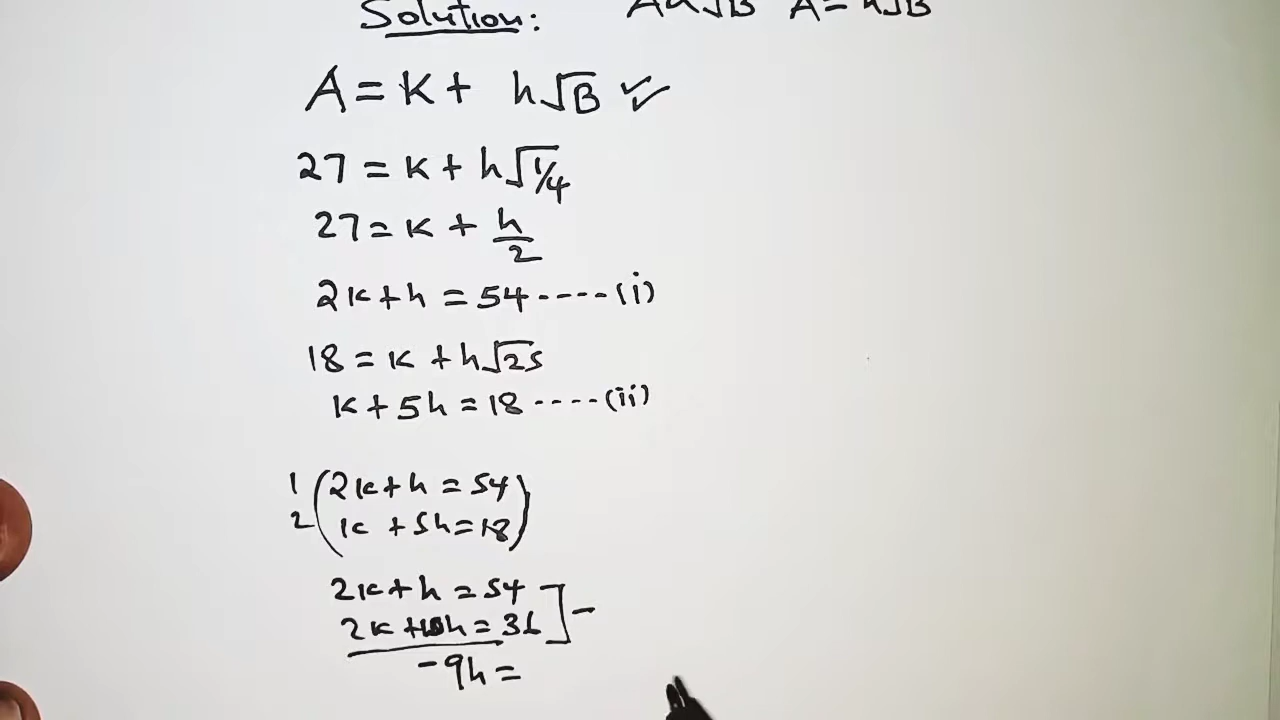 Solution: A∝√B A=h√B
A = K + h√B ✓✓
27 = K + h√1/4
27 = K + h/2
2K + h = 54 ----- (i)
18 = K + h√25
K + 5h = 18 ---- (ii)
1 (2K + h = 54)
2 (K + 5h = 18)
2K + h = 54 ] -
2K + 10h = 36
-9h =